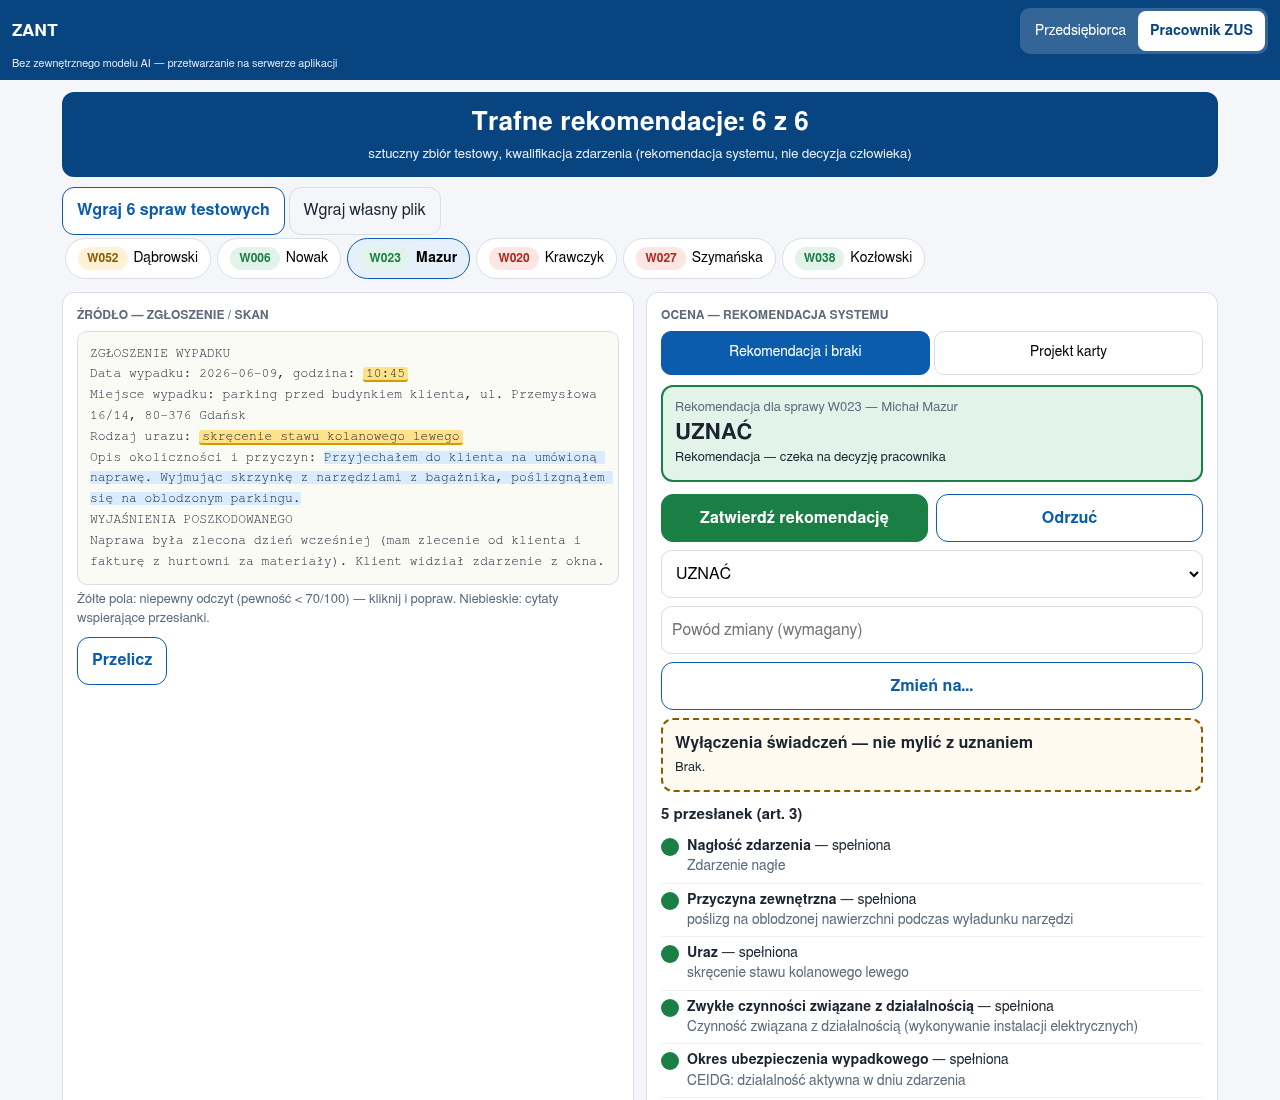 ZANT
Przedsiębiorca
Pracownik ZUS
Bez zewnętrznego modelu AI — przetwarzanie na serwerze aplikacji
Trafne rekomendacje: 6 z 6
sztuczny zbiór testowy, kwalifikacja zdarzenia (rekomendacja systemu, nie decyzja człowieka)
Wgraj 6 spraw testowych
Wgraj własny plik
W052 Dąbrowski
W006 Nowak
W023 Mazur
W020 Krawczyk
W027 Szymańska
W038 Kozłowski
ŹRÓDŁO — ZGŁOSZENIE / SKAN
ZGŁOSZENIE WYPADKU
Data wypadku: 2026-06-09, godzina: 10:45
Miejsce wypadku: parking przed budynkiem klienta, ul. Przemysłowa
16/14, 80-376 Gdańsk
Rodzaj urazu: skręcenie stawu kolanowego lewego
Opis okoliczności i przyczyn: Przyjechałem do klienta na umówioną
naprawę. Wyjmując skrzynkę z narzędziami z bagażnika, poślizgnąłem
się na oblodzonym parkingu.
WYJAŚNIENIA POSZKODOWANEGO
Naprawa była zlecona dzień wcześniej (mam zlecenie od klienta i
fakturę z hurtowni za materiały). Klient widział zdarzenie z okna.
Żółte pola: niepewny odczyt (pewność < 70/100) — kliknij i popraw. Niebieskie: cytaty
wspierające przesłanki.
Przelicz
OCENA — REKOMENDACJA SYSTEMU
Rekomendacja i braki
Projekt karty
Rekomendacja dla sprawy W023 — Michał Mazur
UZNAĆ
Rekomendacja — czeka na decyzję pracownika
Zatwierdź rekomendację
Odrzuć
UZNAĆ
Powód zmiany (wymagany)
Zmień na...
Wyłączenia świadczeń — nie mylić z uznaniem
Brak.
5 przesłanek (art. 3)
Nagłość zdarzenia — spełniona
Zdarzenie nagłe
Przyczyna zewnętrzna — spełniona
poślizg na oblodzonej nawierzchni podczas wyładunku narzędzi
Uraz — spełniona
skręcenie stawu kolanowego lewego
Zwykłe czynności związane z działalnością — spełniona
Czynność związana z działalnością (wykonywanie instalacji elektrycznych)
Okres ubezpieczenia wypadkowego — spełniona
CEIDG: działalność aktywna w dniu zdarzenia